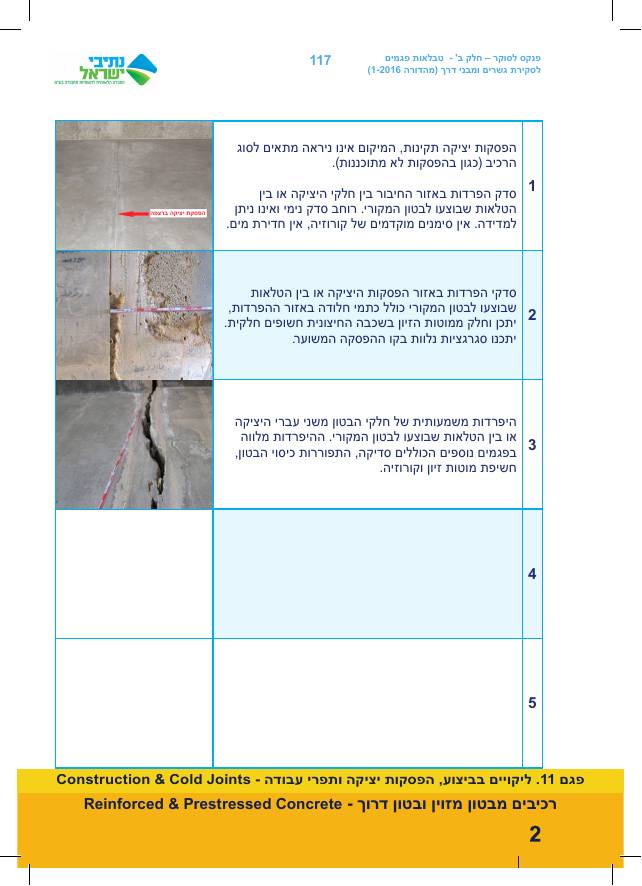 פנקס לסוקר – חלק ב' - טבלאות פגמים
לסקירת גשרים ומבני דרך (מהדורה 1-2016)
117
נתיבי
ישראל
החברה הלאומית לתשתיות תחבורה בע"מ
1
הפסקות יציקה תקינות, המיקום אינו ניראה מתאים לסוג
הרכיב (כגון בהפסקות לא מתוכננות).
סדק הפרדות באזור החיבור בין חלקי היציקה או בין
הטלאות שבוצעו לבטון המקורי. רוחב סדק נימי ואינו ניתן
למדידה. אין סימנים מוקדמים של קורוזיה, אין חדירת מים.
הפסקת יציקה ברצפה
2
סדקי הפרדות באזור הפסקות היציקה או בין הטלאות
שבוצעו לבטון המקורי כולל כתמי חלודה באזור ההפרדות,
יתכן וחלק ממוטות הזיון בשכבה החיצונית חשופים חלקית.
יתכנו סגרגציות נלוות בקו ההפסקה המשוער.
3
היפרדות משמעותית של חלקי הבטון משני עברי היציקה
או בין הטלאות שבוצעו לבטון המקורי. ההיפרדות מלווה
בפגמים נוספים הכוללים סדיקה, התפוררות כיסוי הבטון,
חשיפת מוטות זיון וקורוזיה.
4
5
פגם 11. ליקויים בביצוע, הפסקות יציקה ותפרי עבודה - Construction & Cold Joints
רכיבים מבטון מזוין ובטון דרוך - Reinforced & Prestressed Concrete
2